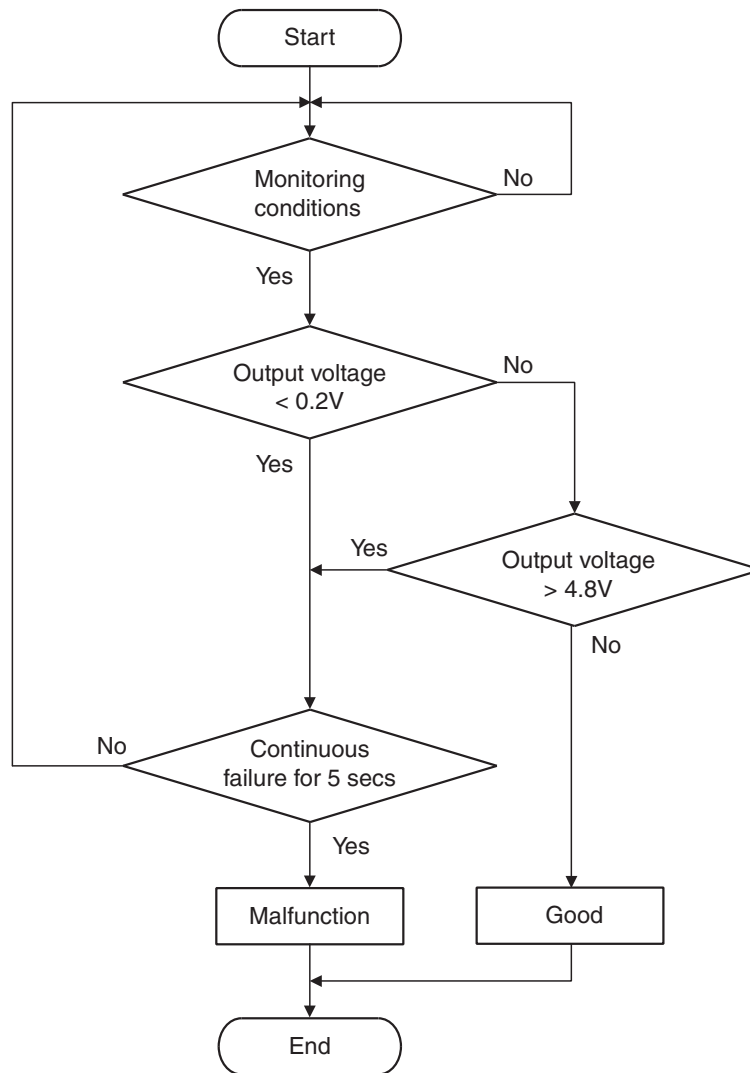 Start
Monitoring
conditions
No
Yes
Output voltage
< 0.2V
No
Yes
Yes
Output voltage
> 4.8V
No
No
Continuous
failure for 5 secs
Yes
Malfunction
Good
End